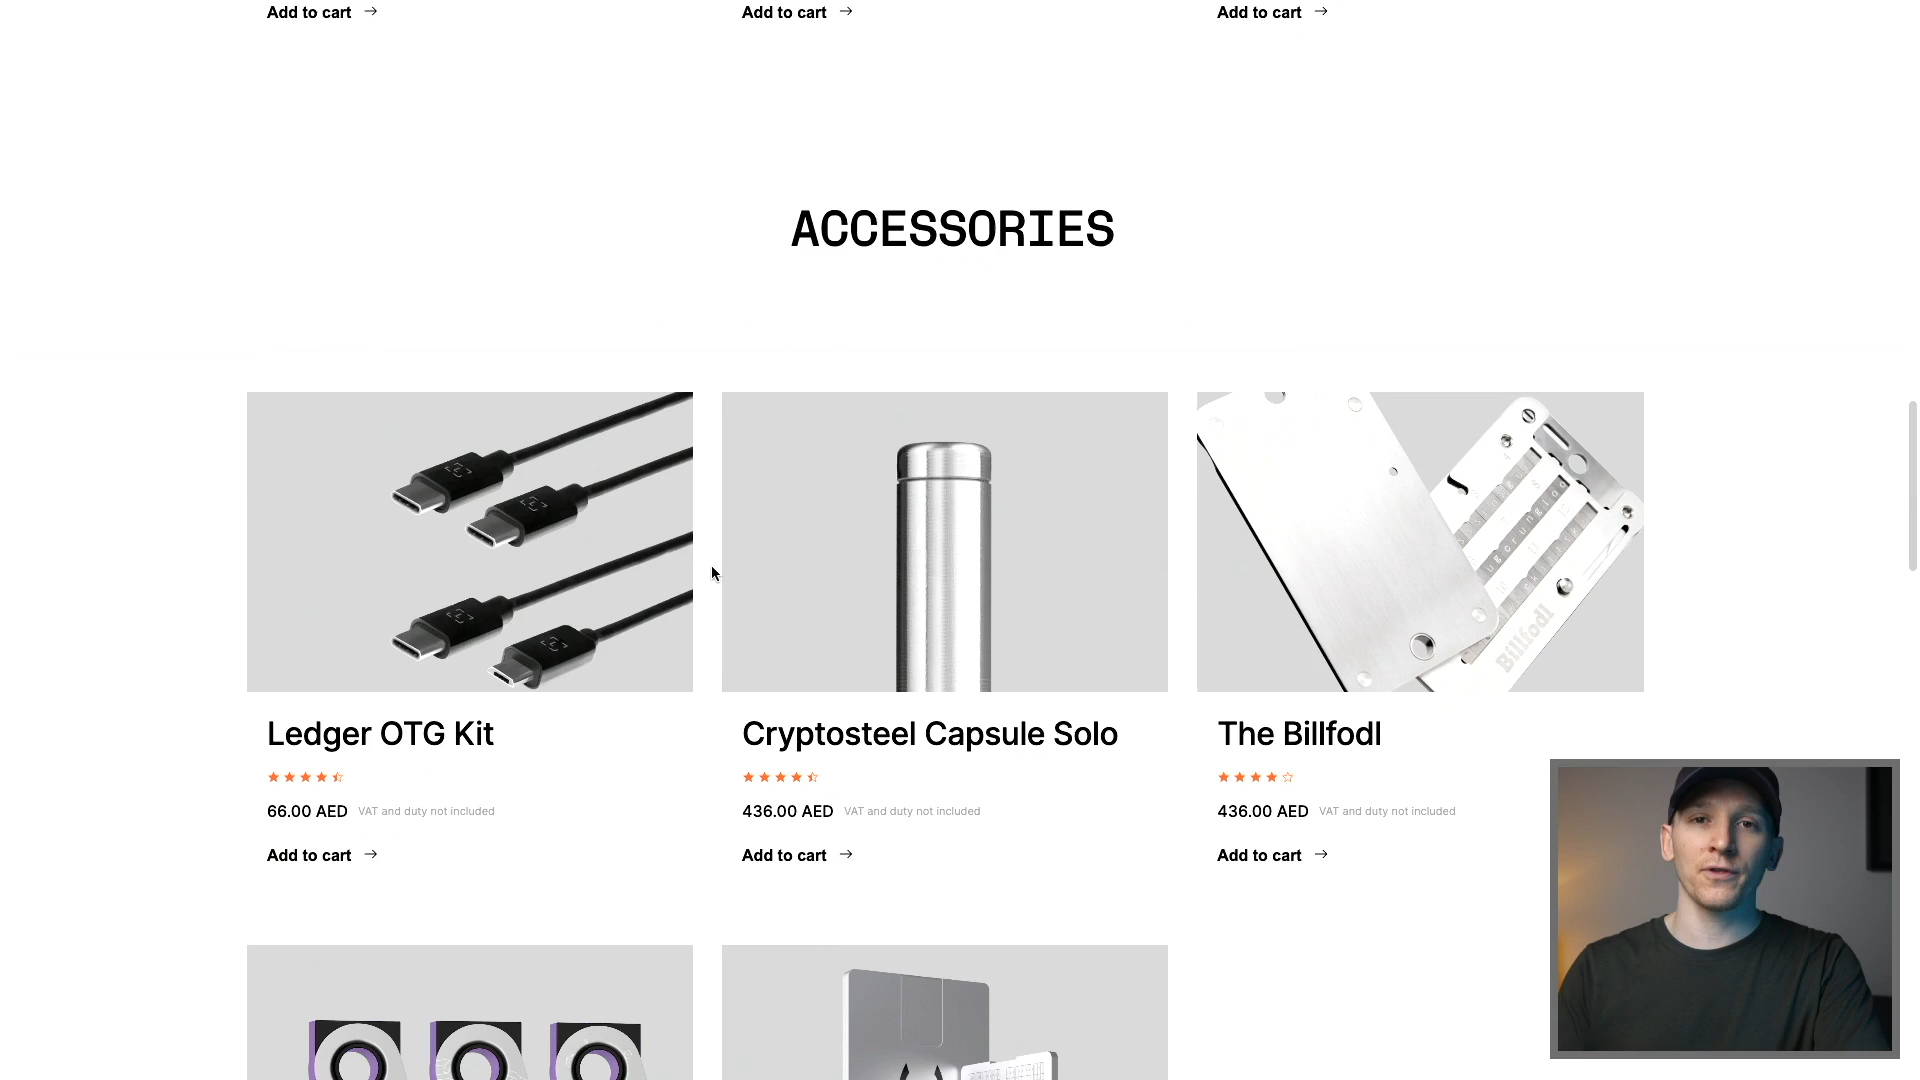 Add to cart → Add to cart → Add to cart →
ACCESSORIES
Billfodl
Ledger OTG Kit Cryptosteel Capsule Solo The Billfodl
66.00 AED VAT and duty not included 436.00 AED VAT and duty not included 436.00 AED VAT and duty not included
Add to cart → Add to cart → Add to cart →